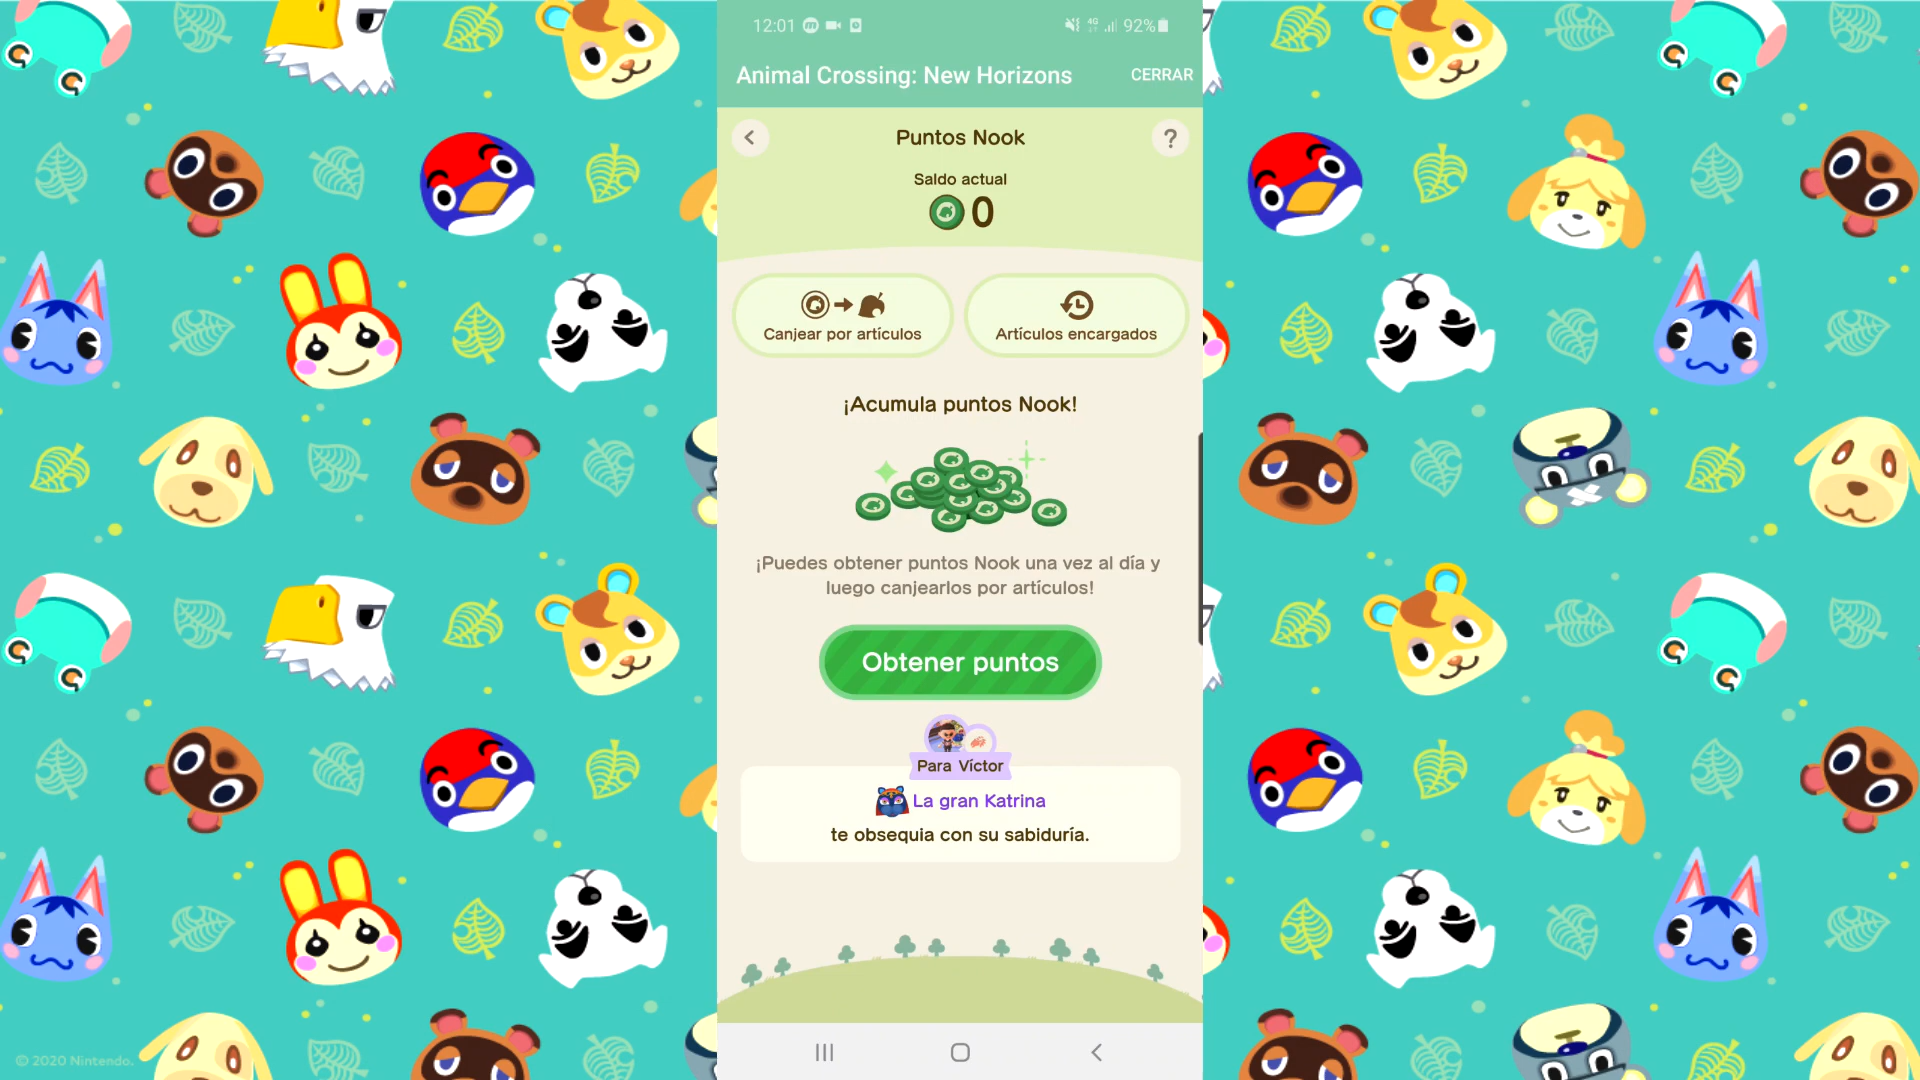 12:01
4G
92%
Animal Crossing: New Horizons
CERRAR
Puntos Nook
?
Saldo actual
0
Canjear por artículos
Artículos encargados
¡Acumula puntos Nook!
¡Puedes obtener puntos Nook una vez al día y
luego canjearlos por artículos!
Obtener puntos
Para Víctor
La gran Katrina
te obsequia con su sabiduría.
© 2020 Nintendo.